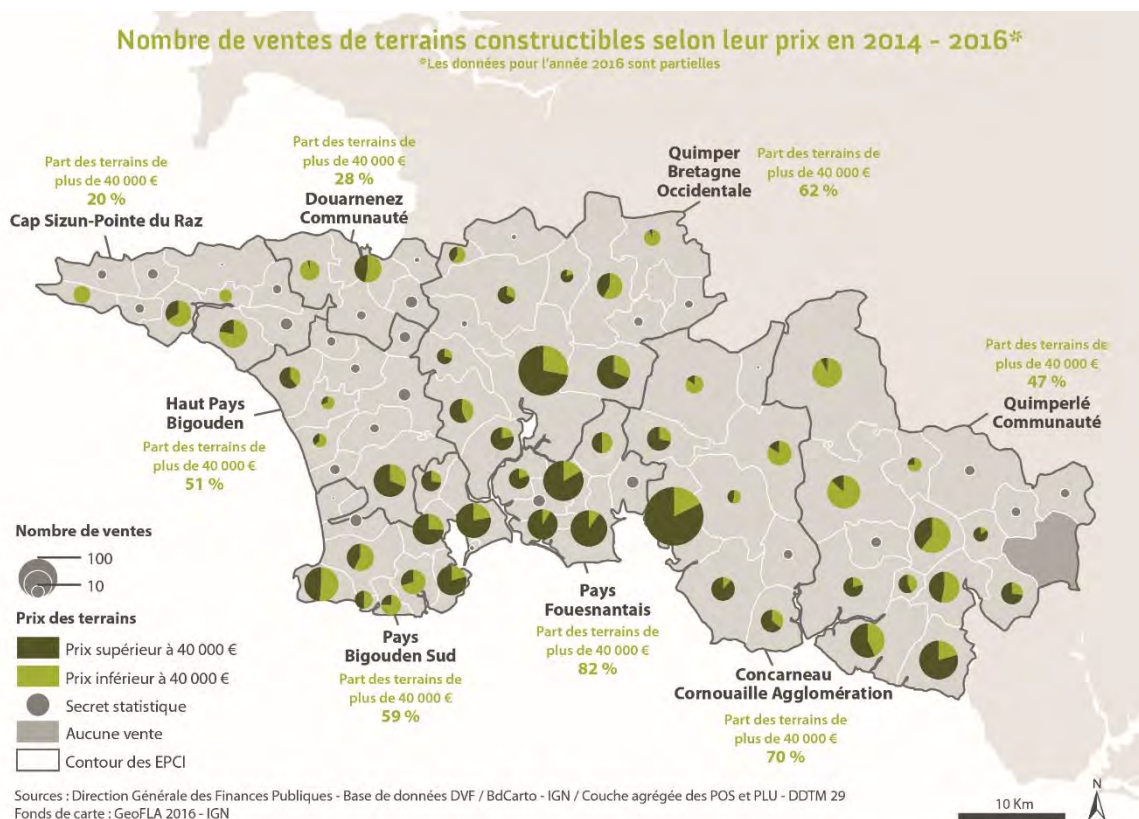 Nombre de ventes de terrains constructibles selon leur prix en 2014 - 2016*
*Les données pour l'année 2016 sont partielles
Part des terrains de
plus de 40 000 €
20 %
Cap Sizun-Pointe du Raz
Part des terrains de
plus de 40 000 €
28 %
Douarnenez
Communauté
Quimper
Bretagne
Occidentale
Part des terrains de
plus de 40 000 €
62 %
Part des terrains de
plus de 40 000 €
47 %
Quimperlé
Communauté
Haut Pays
Bigouden
Part des terrains de
plus de 40 000 €
51 %
Pays
Bigouden Sud
Part des terrains de
plus de 40 000 €
59 %
Pays
Fouesnantais
Part des terrains de
plus de 40 000 €
82 %
Concarneau
Cornouaille Agglomération
Part des terrains de
plus de 40 000 €
70 %
Nombre de ventes
100
10
Prix des terrains
Prix supérieur à 40 000 €
Prix inférieur à 40 000 €
Secret statistique
Aucune vente
Contour des EPCI
Sources : Direction Générale des Finances Publiques - Base de données DVF / BdCarto - IGN / Couche agrégée des POS et PLU - DDTM 29
Fonds de carte : GeoFLA 2016 - IGN
10 Km
N